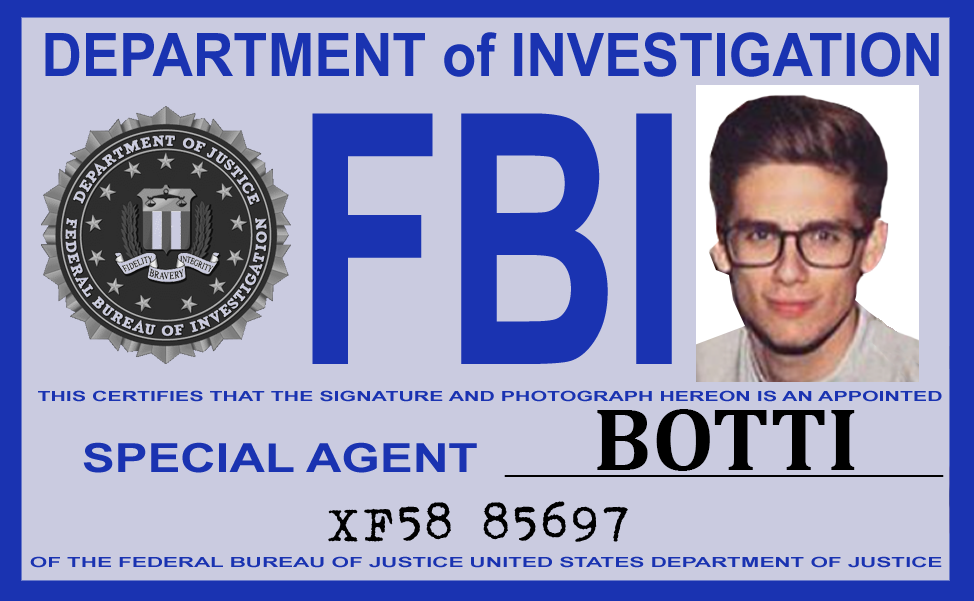 DEPARTMENT of INVESTIGATION
DEPARTMENT OF JUSTICE
FEDERAL BUREAU OF INVESTIGATION
FIDELITY
BRAVERY
INTEGRITY
FBI
THIS CERTIFIES THAT THE SIGNATURE AND PHOTOGRAPH HEREON IS AN APPOINTED
SPECIAL AGENT BOTTI
XF58 85697
OF THE FEDERAL BUREAU OF JUSTICE UNITED STATES DEPARTMENT OF JUSTICE